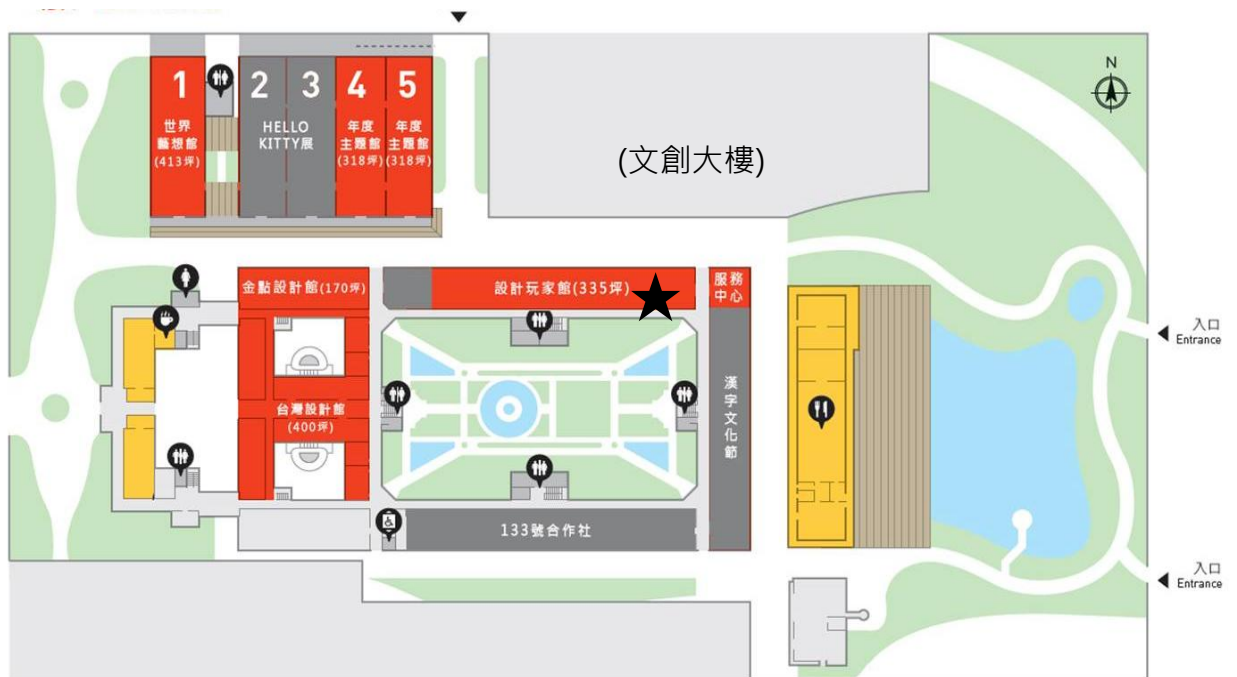 N
1
世界
藝想館
(413坪)
2
3
HELLO
KITTY展
4
年度
主題館
(318坪)
5
年度
主題館
(318坪)
(文創大樓)
金點設計館(170坪)
設計玩家館(335坪)
服務
中心
入口
Entrance
台灣設計館
(400坪)
漢字文化節
133號合作社
入口
Entrance